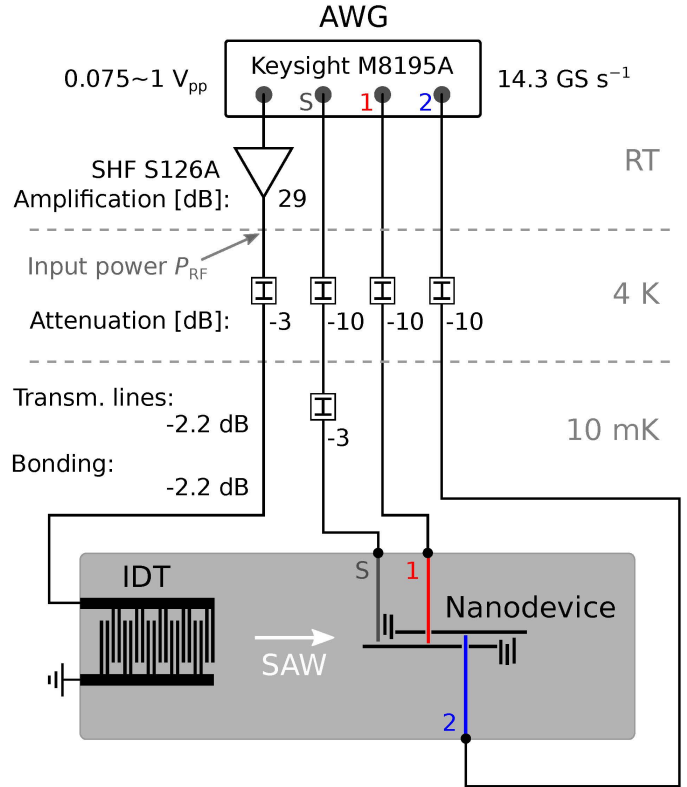 AWG
Keysight M8195A
0.075~1 Vpp
14.3 GS s−1
S 1 2
RT
SHF S126A
Amplification [dB]: 29
Input power PRF
4 K
Attenuation [dB]: -3 -10 -10 -10
Transm. lines:
-2.2 dB
-3
10 mK
Bonding:
-2.2 dB
S 1
IDT
Nanodevice
SAW
2